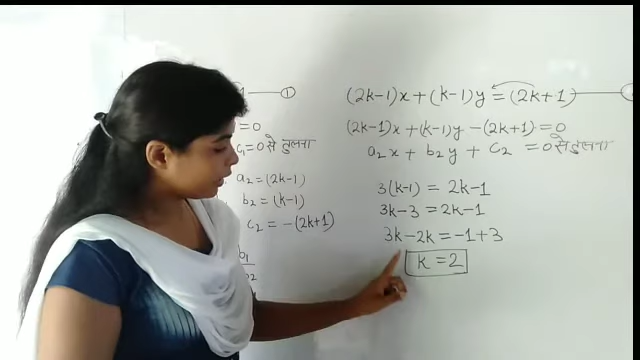 1
= 0
c₁ = 0 से तुलना
a₂ = (2k-1)
b₂ = (k-1)
c₂ = -(2k+1)
b₁
(2k-1)x + (k-1)y = (2k+1)
(2k-1)x + (k-1)y - (2k+1) = 0
a₂x + b₂y + c₂ = 0 से तुलना
3(k-1) = 2k-1
3k-3 = 2k-1
3k-2k = -1+3
k = 2